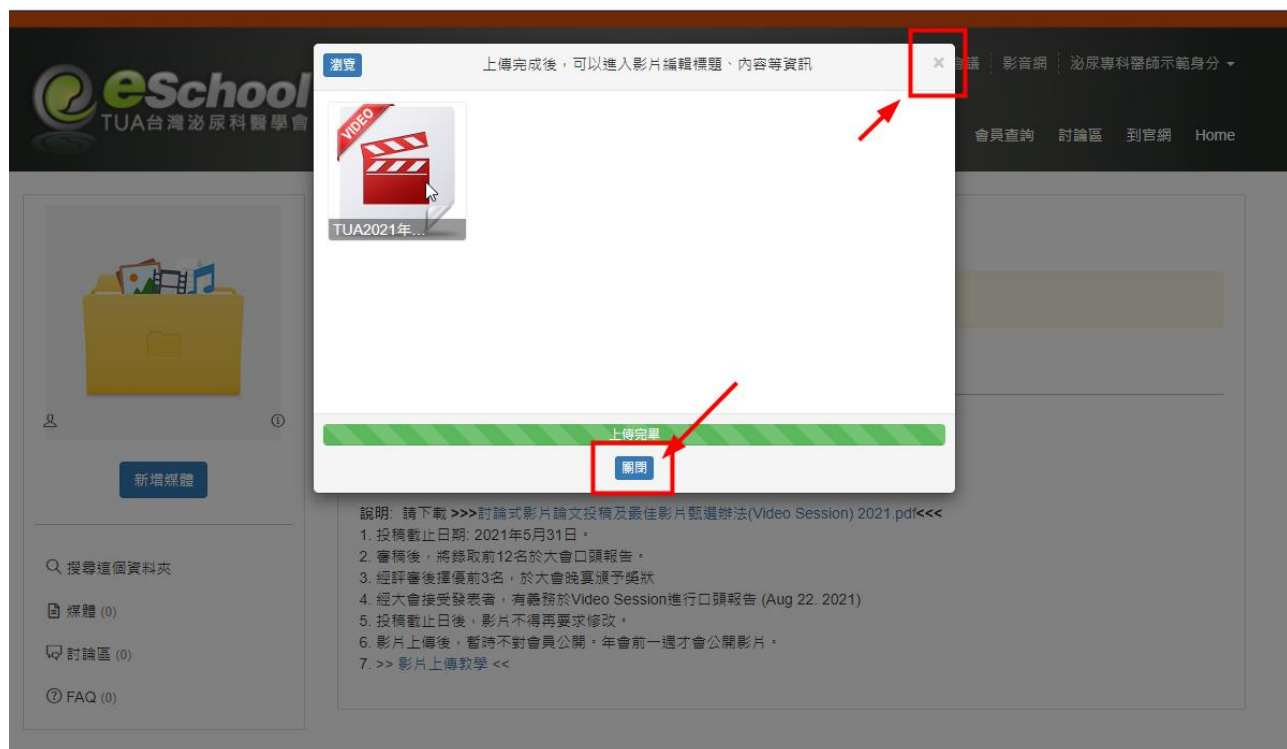 瀏覽
上傳完成後，可以進入影片編輯標題、內容等資訊
×
會議
影音網
泌尿專科醫師示範身分
eSchool
TUA台灣泌尿科醫學會
會員查詢
討論區
到官網
Home
VIDEO
TUA2021年...
上傳完畢
關閉
新增媒體
搜尋這個資料夾
媒體 (0)
討論區 (0)
FAQ (0)
說明: 請下載 >>>討論式影片論文投稿及最佳影片甄選辦法(Video Session) 2021.pdf<<<
1. 投稿截止日期: 2021年5月31日。
2. 審稿後，將錄取前12名於大會口頭報告。
3. 經評審後擇優前3名，於大會晚宴頒予獎狀
4. 經大會接受發表者，有義務於Video Session進行口頭報告 (Aug 22. 2021)
5. 投稿截止日後，影片不得再要求修改。
6. 影片上傳後，暫時不對會員公開。年會前一週才會公開影片。
7. >> 影片上傳教學 <<